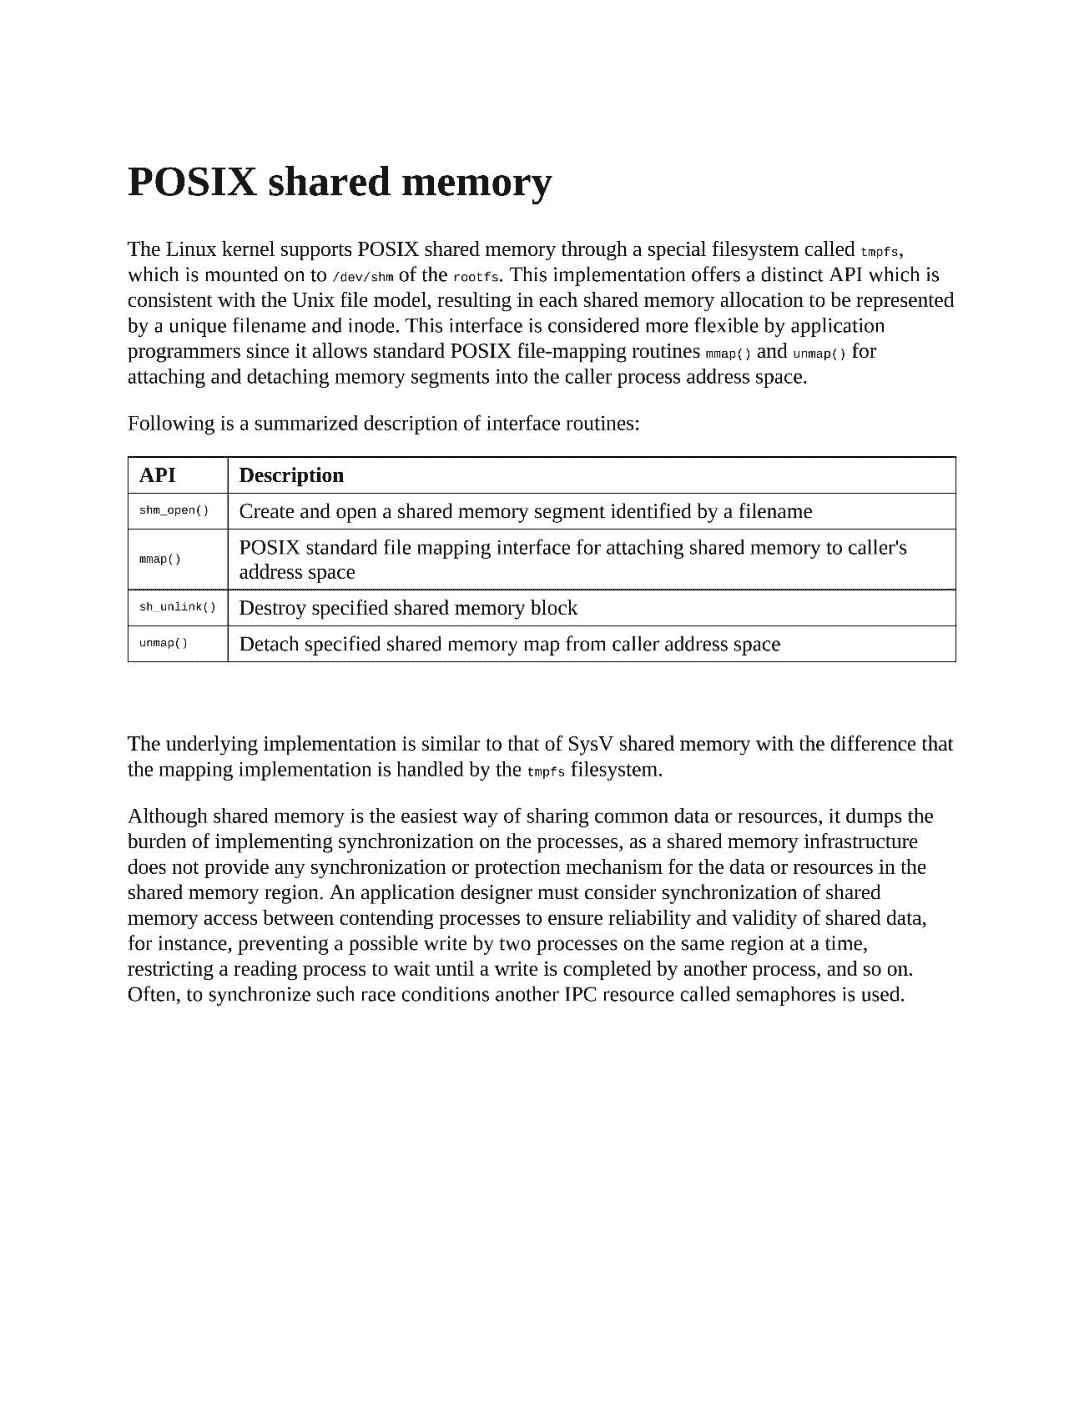 POSIX shared memory
The Linux kernel supports POSIX shared memory through a special filesystem called tmpfs,
which is mounted on to /dev/shm of the rootfs. This implementation offers a distinct API which is
consistent with the Unix file model, resulting in each shared memory allocation to be represented
by a unique filename and inode. This interface is considered more flexible by application
programmers since it allows standard POSIX file-mapping routines mmap() and unmap() for
attaching and detaching memory segments into the caller process address space.
Following is a summarized description of interface routines:
API Description
shm_open() Create and open a shared memory segment identified by a filename
mmap() POSIX standard file mapping interface for attaching shared memory to caller's
address space
sh_unlink() Destroy specified shared memory block
unmap() Detach specified shared memory map from caller address space
The underlying implementation is similar to that of SysV shared memory with the difference that
the mapping implementation is handled by the tmpfs filesystem.
Although shared memory is the easiest way of sharing common data or resources, it dumps the
burden of implementing synchronization on the processes, as a shared memory infrastructure
does not provide any synchronization or protection mechanism for the data or resources in the
shared memory region. An application designer must consider synchronization of shared
memory access between contending processes to ensure reliability and validity of shared data,
for instance, preventing a possible write by two processes on the same region at a time,
restricting a reading process to wait until a write is completed by another process, and so on.
Often, to synchronize such race conditions another IPC resource called semaphores is used.